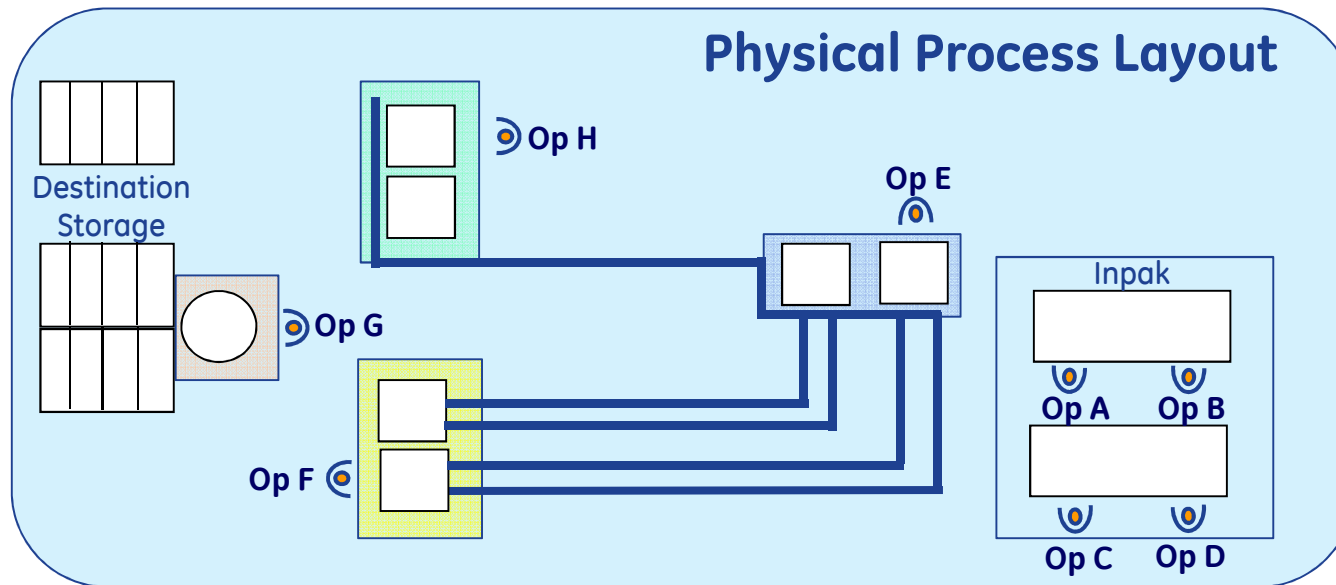 Physical Process Layout
Op H
Destination
Storage
Op E
Inpak
Op G
Op A
Op B
Op F
Op C
Op D